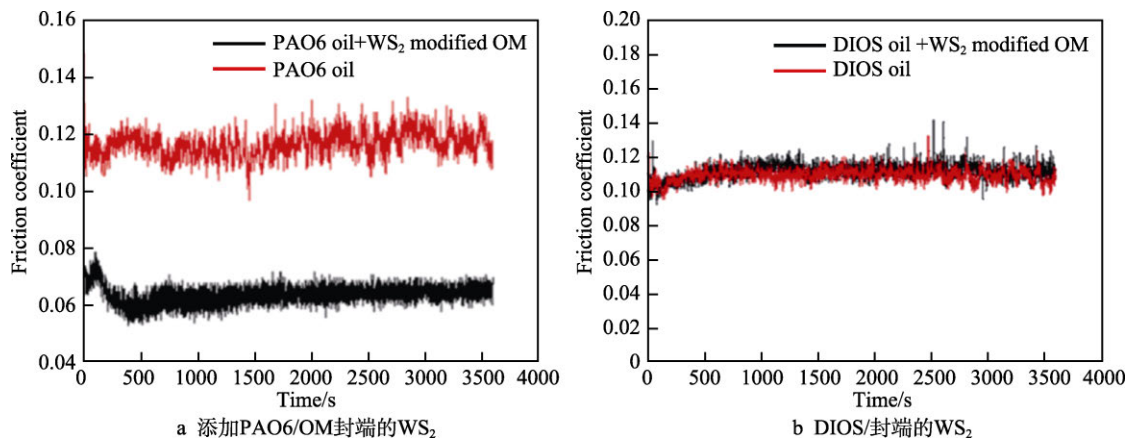 0.16
0.14
0.12
0.10
0.08
0.06
0.04
Friction coefficient
PAO6 oil+WS₂ modified OM
PAO6 oil
0 500 1000 1500 2000 2500 3000 3500 4000
Time/s
a 添加PAO6/OM封端的WS₂
0.20
0.18
0.16
0.14
0.12
0.10
0.08
0.06
0.04
0.02
0
Friction coefficient
DIOS oil +WS₂ modified OM
DIOS oil
0 500 1000 1500 2000 2500 3000 3500 4000
Time/s
b DIOS/封端的WS₂